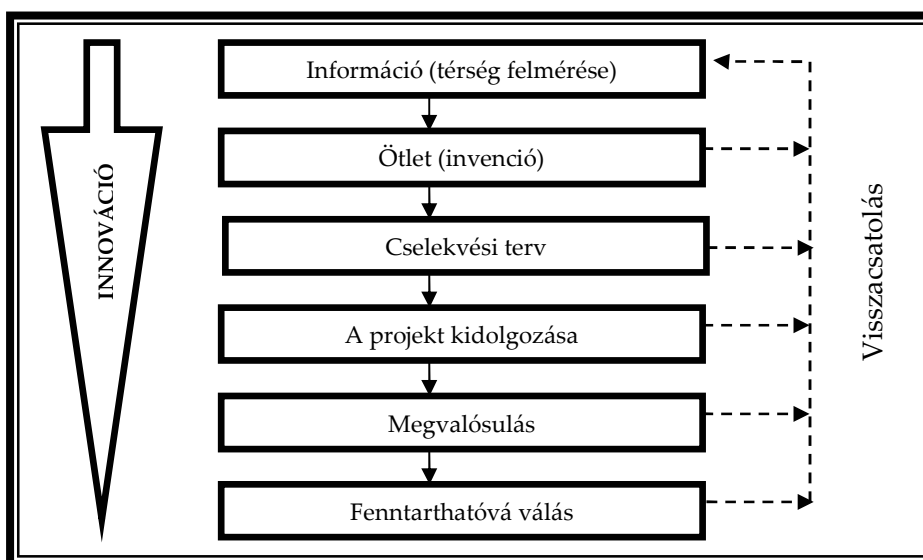 INNOVÁCIÓ
Információ (térség felmérése)
Ötlet (invenció)
Cselekvési terv
A projekt kidolgozása
Megvalósulás
Fenntarthatóvá válás
Visszacsatolás